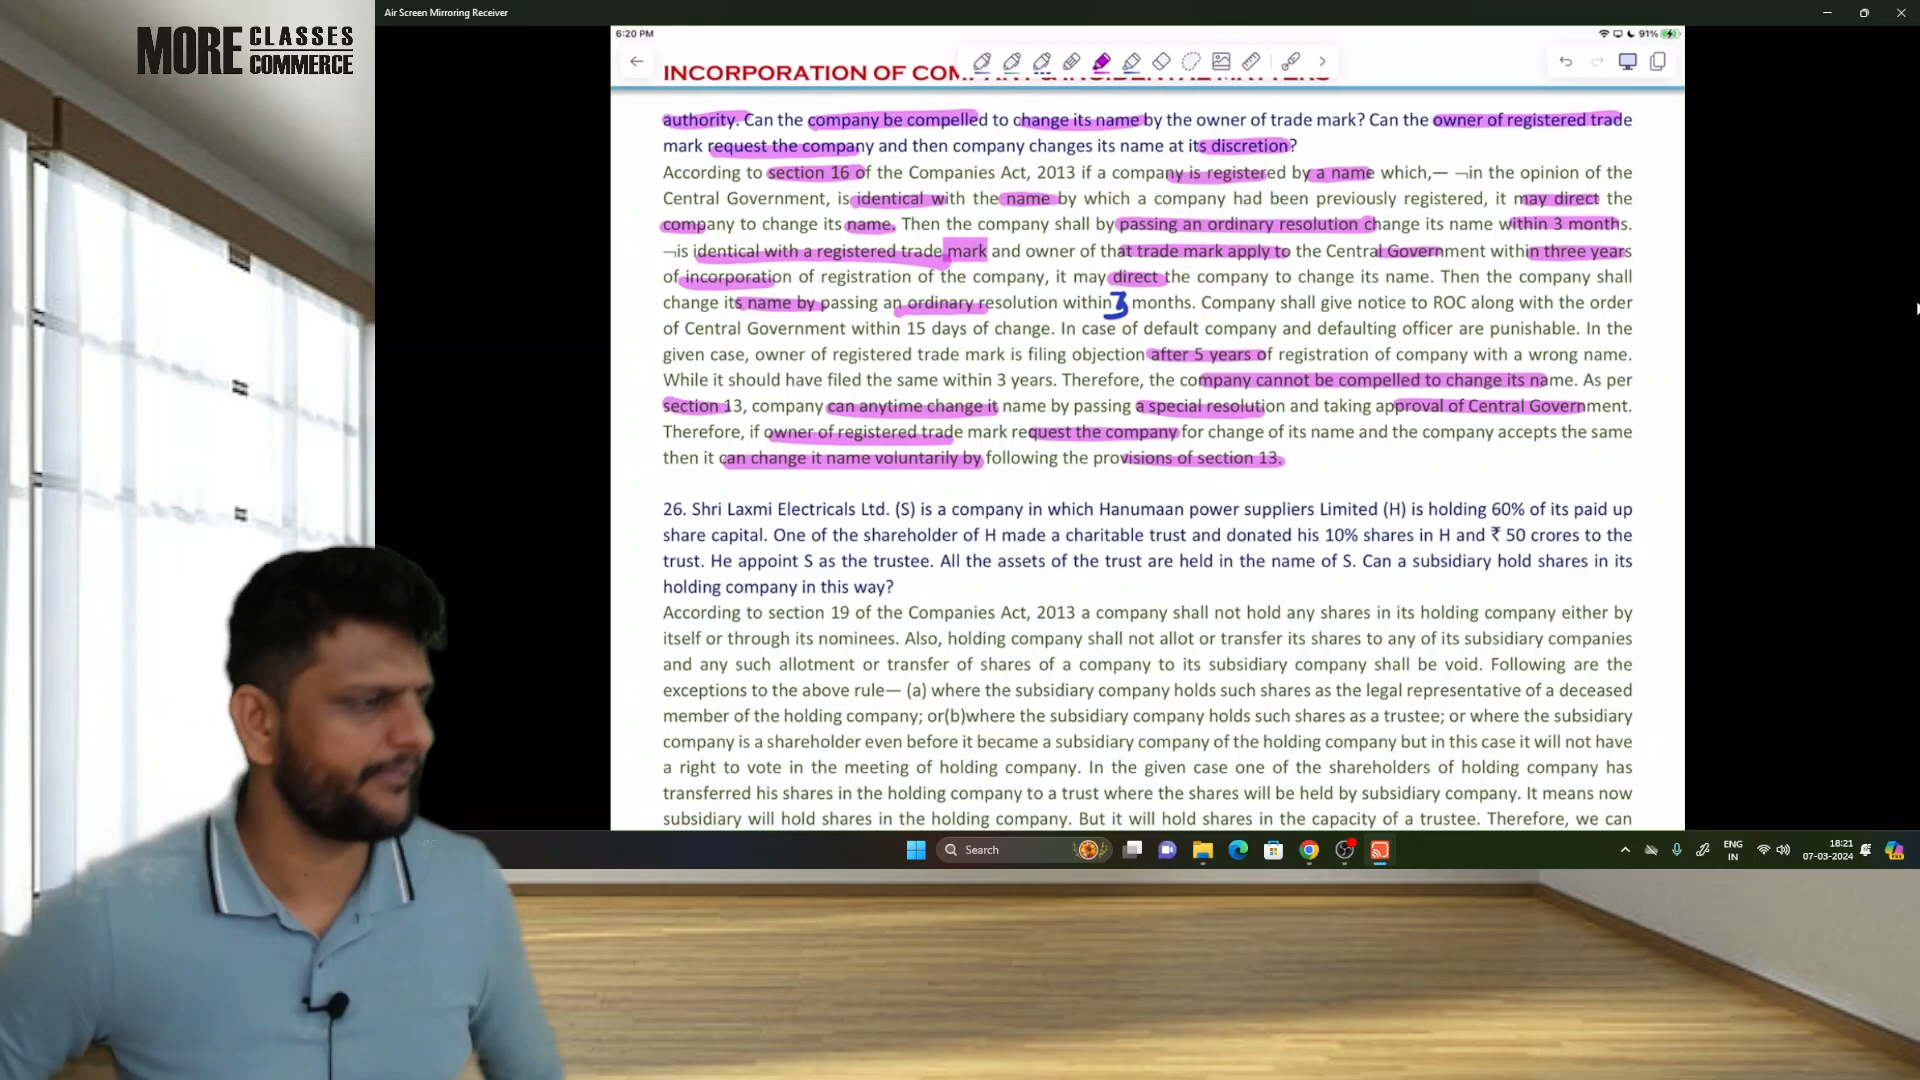 Air Screen Mirroring Receiver
MORE CLASSES COMMERCE
6:20 PM
91%
INCORPORATION OF COM
authority. Can the company be compelled to change its name by the owner of trade mark? Can the owner of registered trade
mark request the company and then company changes its name at its discretion?
According to section 16 of the Companies Act, 2013 if a company is registered by a name which,— ¬in the opinion of the
Central Government, is identical with the name by which a company had been previously registered, it may direct the
company to change its name. Then the company shall by passing an ordinary resolution change its name within 3 months.
¬is identical with a registered trade mark and owner of that trade mark apply to the Central Government within three years
of incorporation of registration of the company, it may direct the company to change its name. Then the company shall
change its name by passing an ordinary resolution within 3 months. Company shall give notice to ROC along with the order
of Central Government within 15 days of change. In case of default company and defaulting officer are punishable. In the
given case, owner of registered trade mark is filing objection after 5 years of registration of company with a wrong name.
While it should have filed the same within 3 years. Therefore, the company cannot be compelled to change its name. As per
section 13, company can anytime change it name by passing a special resolution and taking approval of Central Government.
Therefore, if owner of registered trade mark request the company for change of its name and the company accepts the same
then it can change it name voluntarily by following the provisions of section 13.
26. Shri Laxmi Electricals Ltd. (S) is a company in which Hanumaan power suppliers Limited (H) is holding 60% of its paid up
share capital. One of the shareholder of H made a charitable trust and donated his 10% shares in H and ₹ 50 crores to the
trust. He appoint S as the trustee. All the assets of the trust are held in the name of S. Can a subsidiary hold shares in its
holding company in this way?
According to section 19 of the Companies Act, 2013 a company shall not hold any shares in its holding company either by
itself or through its nominees. Also, holding company shall not allot or transfer its shares to any of its subsidiary companies
and any such allotment or transfer of shares of a company to its subsidiary company shall be void. Following are the
exceptions to the above rule— (a) where the subsidiary company holds such shares as the legal representative of a deceased
member of the holding company; or(b)where the subsidiary company holds such shares as a trustee; or where the subsidiary
company is a shareholder even before it became a subsidiary company of the holding company but in this case it will not have
a right to vote in the meeting of holding company. In the given case one of the shareholders of holding company has
transferred his shares in the holding company to a trust where the shares will be held by subsidiary company. It means now
subsidiary will hold shares in the holding company. But it will hold shares in the capacity of a trustee. Therefore, we can
Search
ENG
IN
18:21
07-03-2024